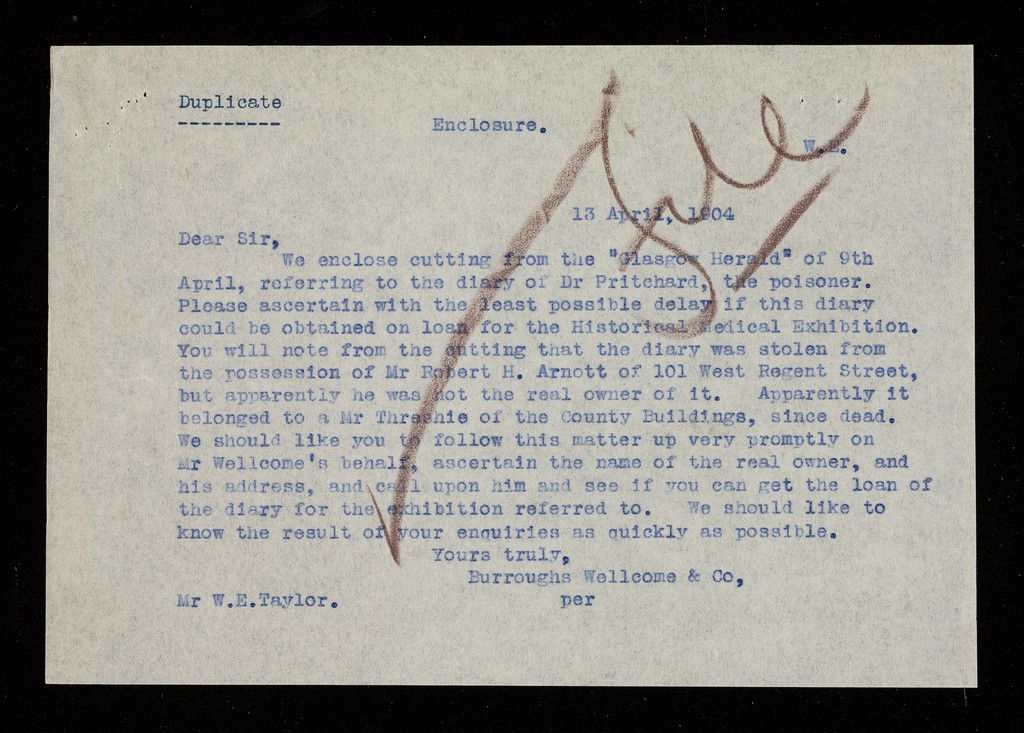 Duplicate
Enclosure.
13 April, 1904
Dear Sir,
We enclose cutting from the "Glasgow Herald" of 9th
April, referring to the diary of Dr Pritchard, the poisoner.
Please ascertain with the least possible delay if this diary
could be obtained on loan for the Historical Medical Exhibition.
You will note from the cutting that the diary was stolen from
the possession of Mr Robert H. Arnott of 101 West Regent Street,
but apparently he was not the real owner of it. Apparently it
belonged to a Mr of the County Buildings, since dead.
We should like you to follow this matter up very promptly on
Mr Wellcome's behalf, ascertain the name of the real owner, and
his address, and call upon him and see if you can get the loan of
the diary for the exhibition referred to. We should like to
know the result of your enquiries as quickly as possible.
Yours truly,
Burroughs Wellcome & Co,
Mr W.E.Taylor. per